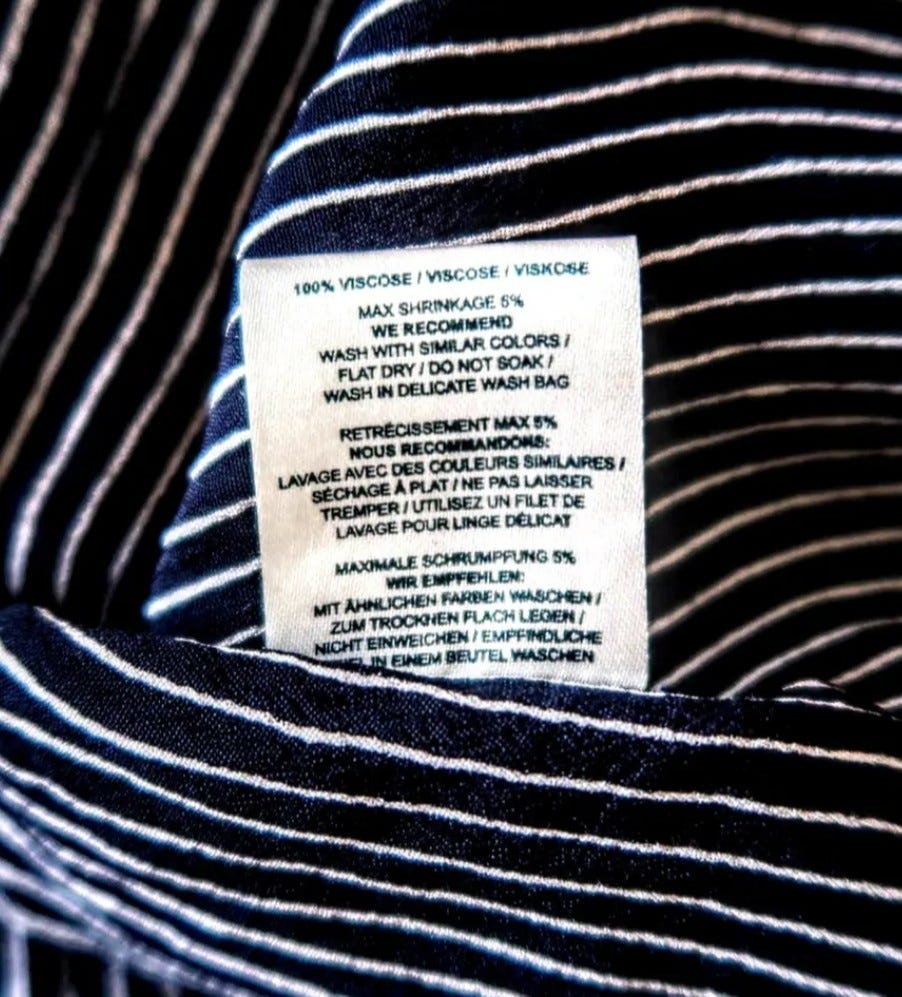 100% VISCOSE / VISCOSE / VISKOSE
MAX SHRINKAGE 5%
WE RECOMMEND
WASH WITH SIMILAR COLORS /
FLAT DRY / DO NOT SOAK /
WASH IN DELICATE WASH BAG
RETRÉCISSEMENT MAX 5%
NOUS RECOMMANDONS:
LAVAGE AVEC DES COULEURS SIMILAIRES /
SÉCHAGE À PLAT / NE PAS LAISSER
TREMPER / UTILISEZ UN FILET DE
LAVAGE POUR LINGE DÉLICAT
MAXIMALE SCHRUMPFUNG 5%
WIR EMPFEHLEN:
MIT ÄHNLICHEN FARBEN WASCHEN /
ZUM TROCKNEN FLACH LEGEN /
NICHT EINWEICHEN / EMPFINDLICHE
IN EINEM BEUTEL WASCHEN